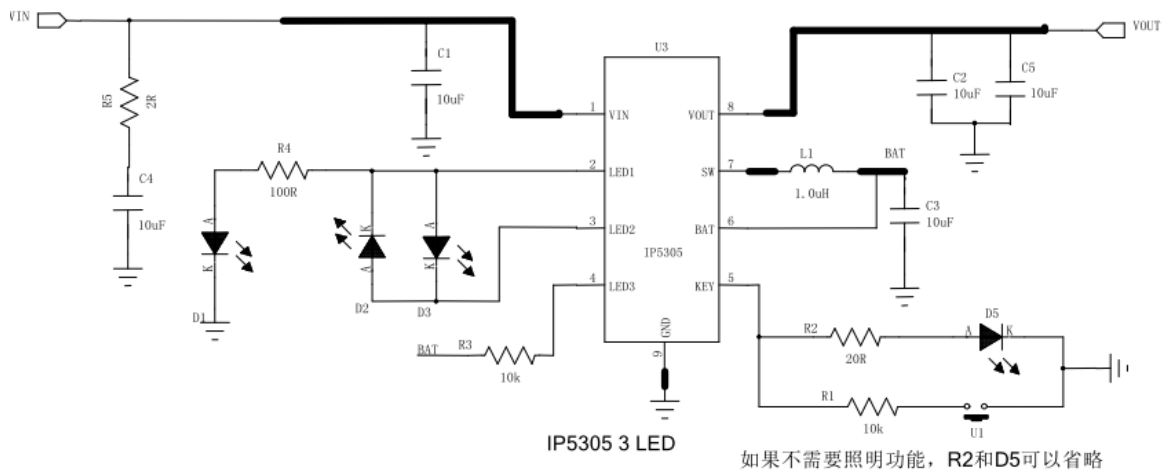 VIN
R5
2R
C4
10uF
C1
10uF
R4
100R
A
K
D1
K
A
D2
A
K
D3
BAT
R3
10k
U3
1
VIN
2
LED1
3
LED2
4
LED3
VOUT
8
SW
7
BAT
6
KEY
5
IP5305
GND
9
VOUT
C2
10uF
C5
10uF
L1
1.0uH
BAT
C3
10uF
R2
20R
A
D5
K
R1
10k
U1
IP5305 3 LED
如果不需要照明功能，R2和D5可以省略